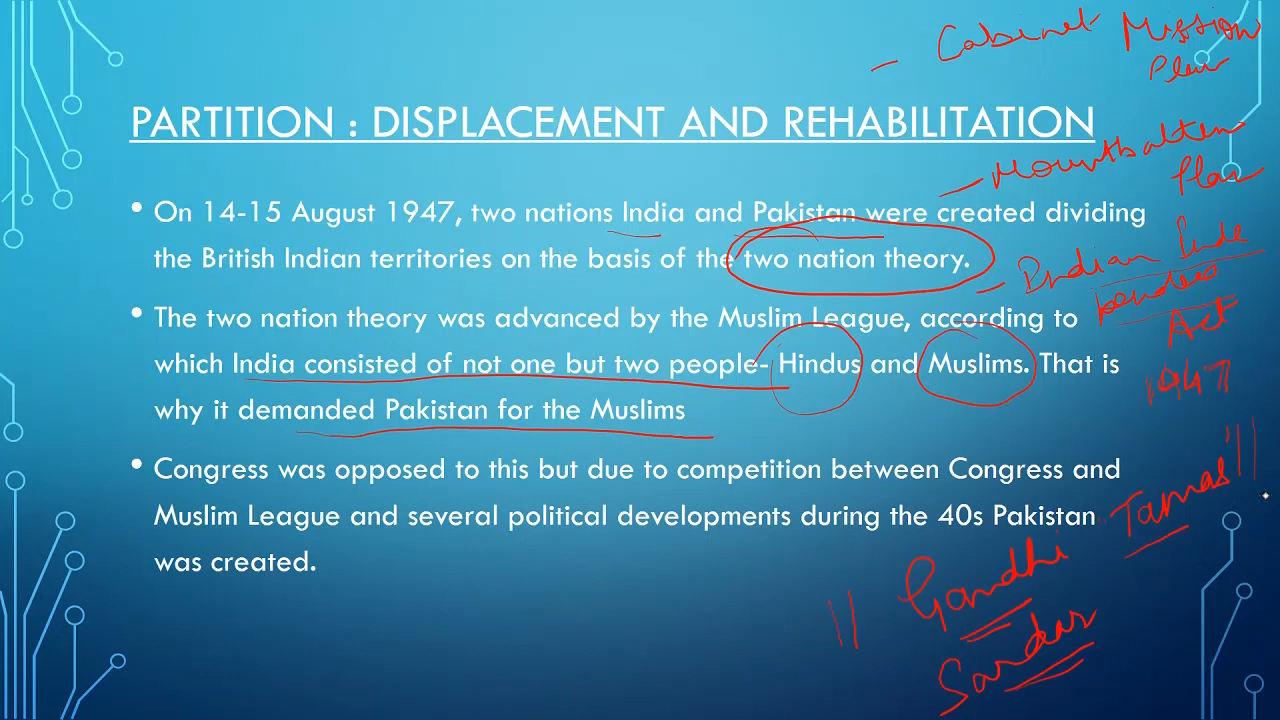 PARTITION : DISPLACEMENT AND REHABILITATION
• On 14-15 August 1947, two nations India and Pakistan were created dividing
the British Indian territories on the basis of the two nation theory.
• The two nation theory was advanced by the Muslim League, according to
which India consisted of not one but two people- Hindus and Muslims. That is
why it demanded Pakistan for the Muslims
• Congress was opposed to this but due to competition between Congress and
Muslim League and several political developments during the 40s Pakistan
was created.
- Cabinet Mission
Plan
- Mountbatten
Plan
- Indian Inde
pendence
Act
1947
Tamas
Gandhi
Sardar